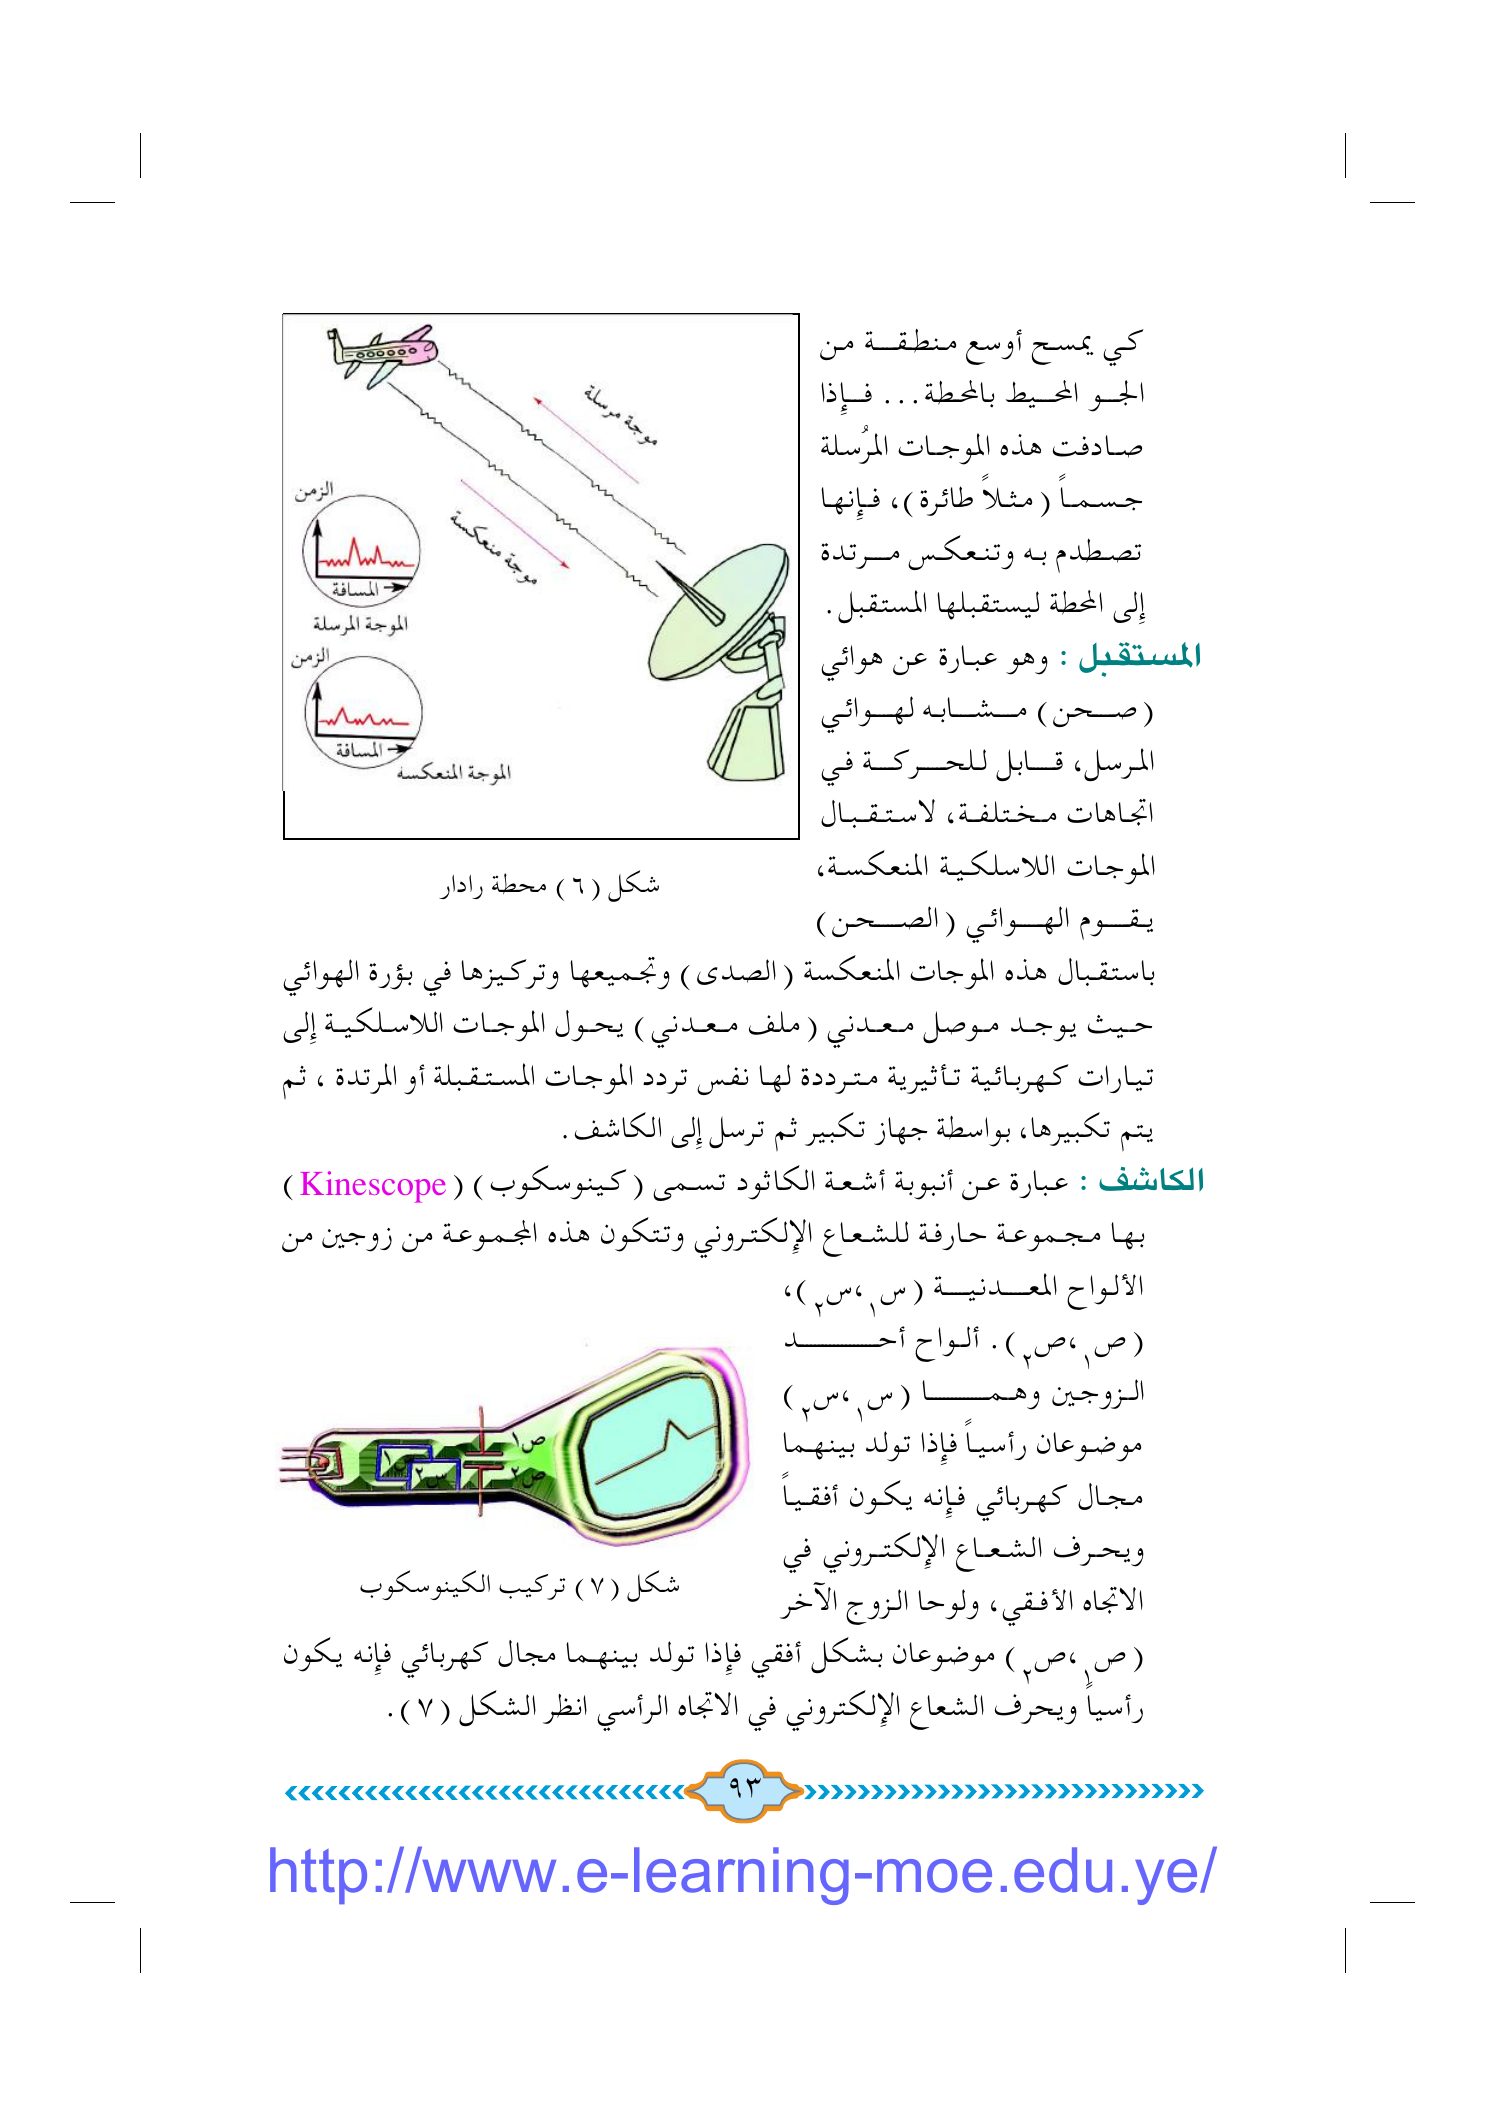 كي يمسح أوسع منطقة من
الجو المحيط بالمحطة... فإذا
صادفت هذه الموجات المرُسلة
جسماً (مثلاً طائرة)، فإنها
تصطدم به وتنعكس مرتدة
إلى المحطة ليستقبلها المستقبل.
المستقبل : وهو عبارة عن هوائي
(صحن) مشابه لهوائي
المرسل، قابل للحركة في
اتجاهات مختلفة، لاستقبال
الموجات اللاسلكية المنعكسة،
يقوم الهوائي (الصحن)
موجة مرسلة
موجة منعكسة
الزمن
المسافة
الموجة المرسلة
الزمن
المسافة
الموجة المنعكسه
شكل (٦) محطة رادار
باستقبال هذه الموجات المنعكسة (الصدى) وتجميعها وتركيزها في بؤرة الهوائي
حيث يوجد موصل معدني (ملف معدني) يحول الموجات اللاسلكية إلى
تيارات كهربائية تأثيرية مترددة لها نفس تردد الموجات المستقبلة أو المرتدة ، ثم
يتم تكبيرها، بواسطة جهاز تكبير ثم ترسل إلى الكاشف.
الكاشف : عبارة عن أنبوبة أشعة الكاثود تسمى (كينوسكوب) (Kinescope)
بها مجموعة حارفة للشعاع الإلكتروني وتتكون هذه المجموعة من زوجين من
الألواح المعدنية (س١ ،س٢)،
(ص١ ،ص٢). ألواح أحد
الزوجين وهما (س١ ،س٢)
موضوعان رأسياً فإذا تولد بينهما
مجال كهربائي فإنه يكون أفقياً
ويحرف الشعاع الإلكتروني في
الاتجاه الأفقي، ولوحا الزوج الآخر
ص١
ص٢
س١
س٢
شكل (٧) تركيب الكينوسكوب
(ص١ ،ص٢) موضوعان بشكل أفقي فإذا تولد بينهما مجال كهربائي فإنه يكون
رأسياً ويحرف الشعاع الإلكتروني في الاتجاه الرأسي انظر الشكل (٧).
٩٣
http://www.e-learning-moe.edu.ye/